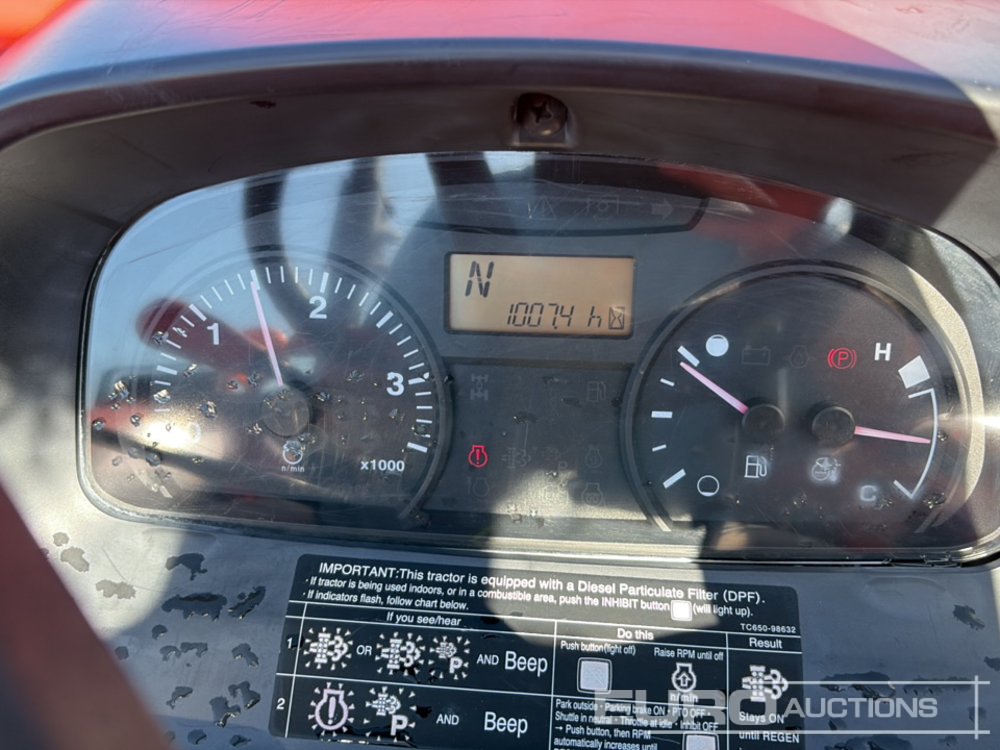 N
1007.4 h
1
2
3
x1000
n/min
H
P
C
IMPORTANT:This tractor is equipped with a Diesel Particulate Filter (DPF).
· If tractor is being used indoors, or in a combustible area, push the INHIBIT button (will light up).
· If indicators flash, follow chart below.
TC650-98632
If you see/hear
Do this
Result
1
OR
P
AND Beep
Push button(light off)
Raise RPM until off
n/min
Stays ON
until REGEN
2
P
AND Beep
Park outside · Parking brake ON · PTO OFF ·
Shuttle in neutral · Throttle at idle · Inhibit OFF
→ Push button, then RPM
automatically increases until
EURO AUCTIONS